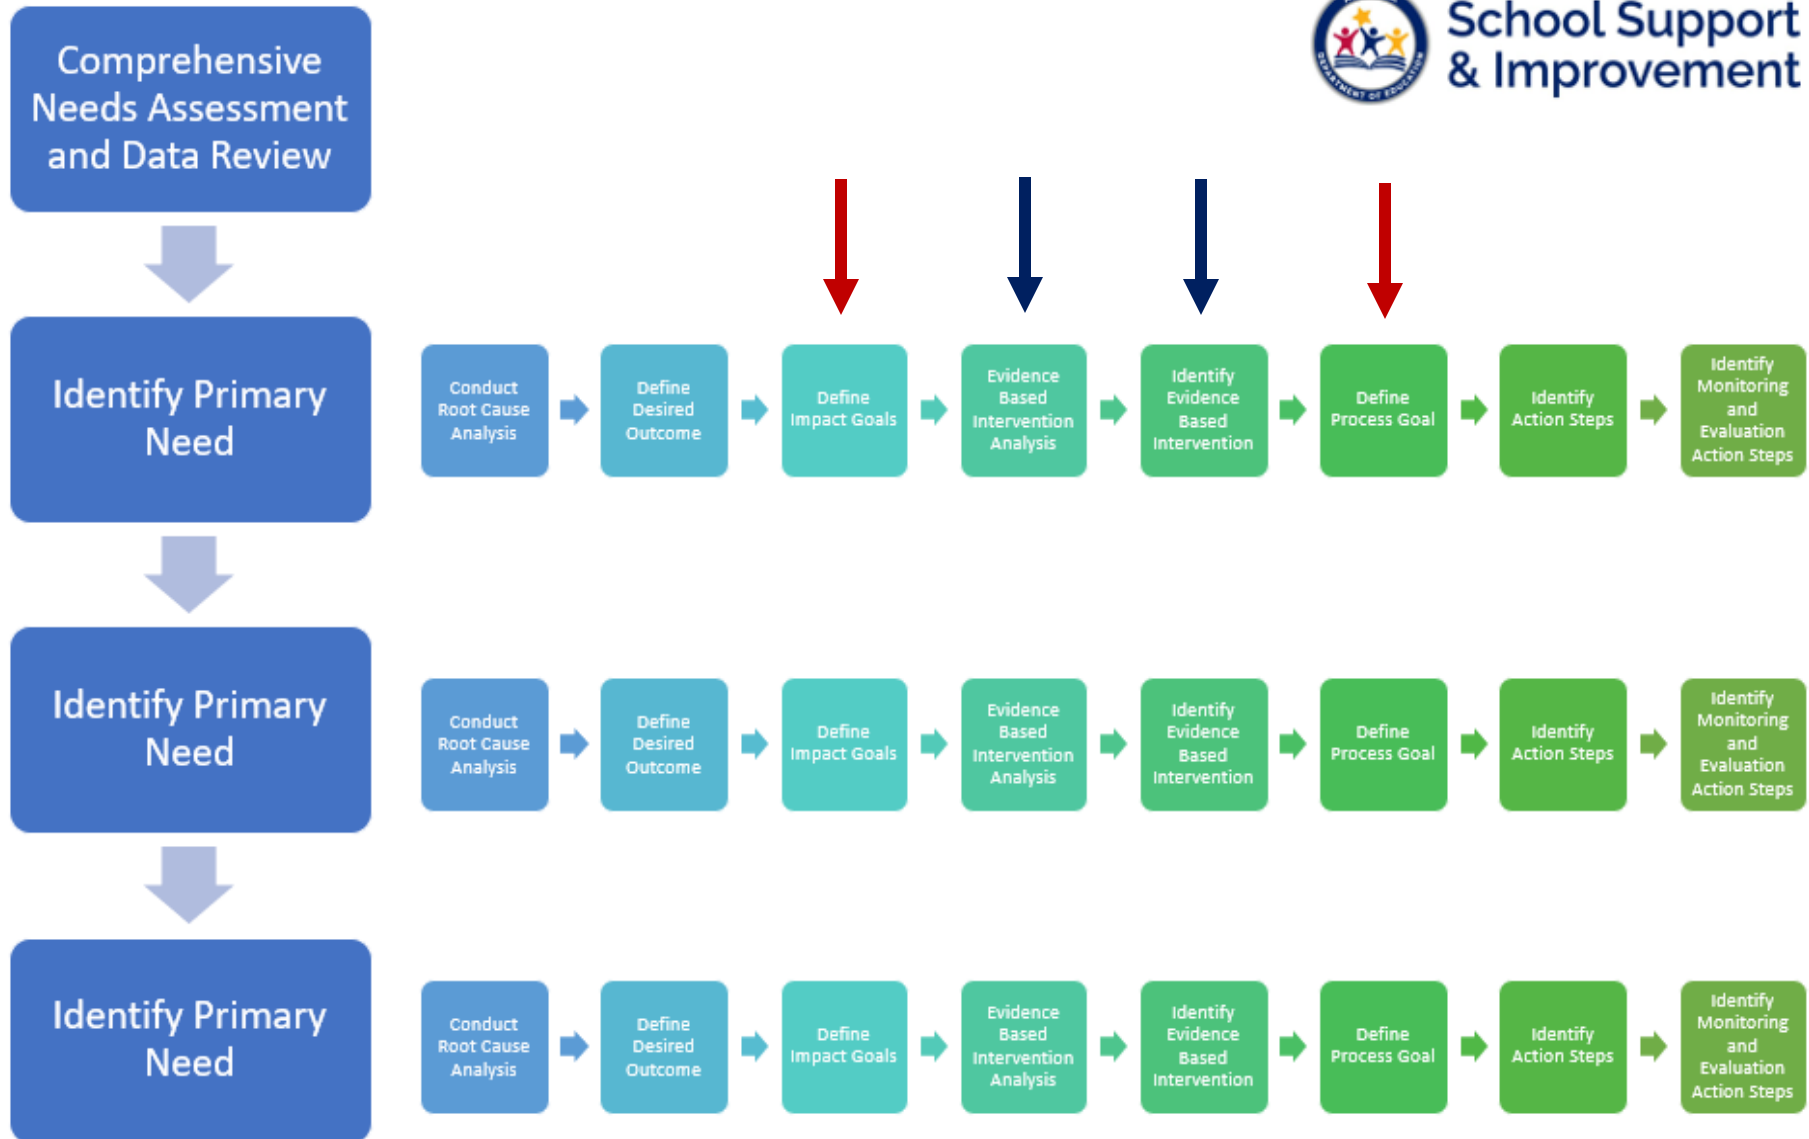 School Support
& Improvement
DEPARTMENT OF EDUCATION
Comprehensive
Needs Assessment
and Data Review
Identify Primary
Need
Conduct
Root Cause
Analysis
Define
Desired
Outcome
Define
Impact Goals
Evidence
Based
Intervention
Analysis
Identify
Evidence
Based
Intervention
Define
Process Goal
Identify
Action Steps
Identify
Monitoring
and
Evaluation
Action Steps
Identify Primary
Need
Conduct
Root Cause
Analysis
Define
Desired
Outcome
Define
Impact Goals
Evidence
Based
Intervention
Analysis
Identify
Evidence
Based
Intervention
Define
Process Goal
Identify
Action Steps
Identify
Monitoring
and
Evaluation
Action Steps
Identify Primary
Need
Conduct
Root Cause
Analysis
Define
Desired
Outcome
Define
Impact Goals
Evidence
Based
Intervention
Analysis
Identify
Evidence
Based
Intervention
Define
Process Goal
Identify
Action Steps
Identify
Monitoring
and
Evaluation
Action Steps